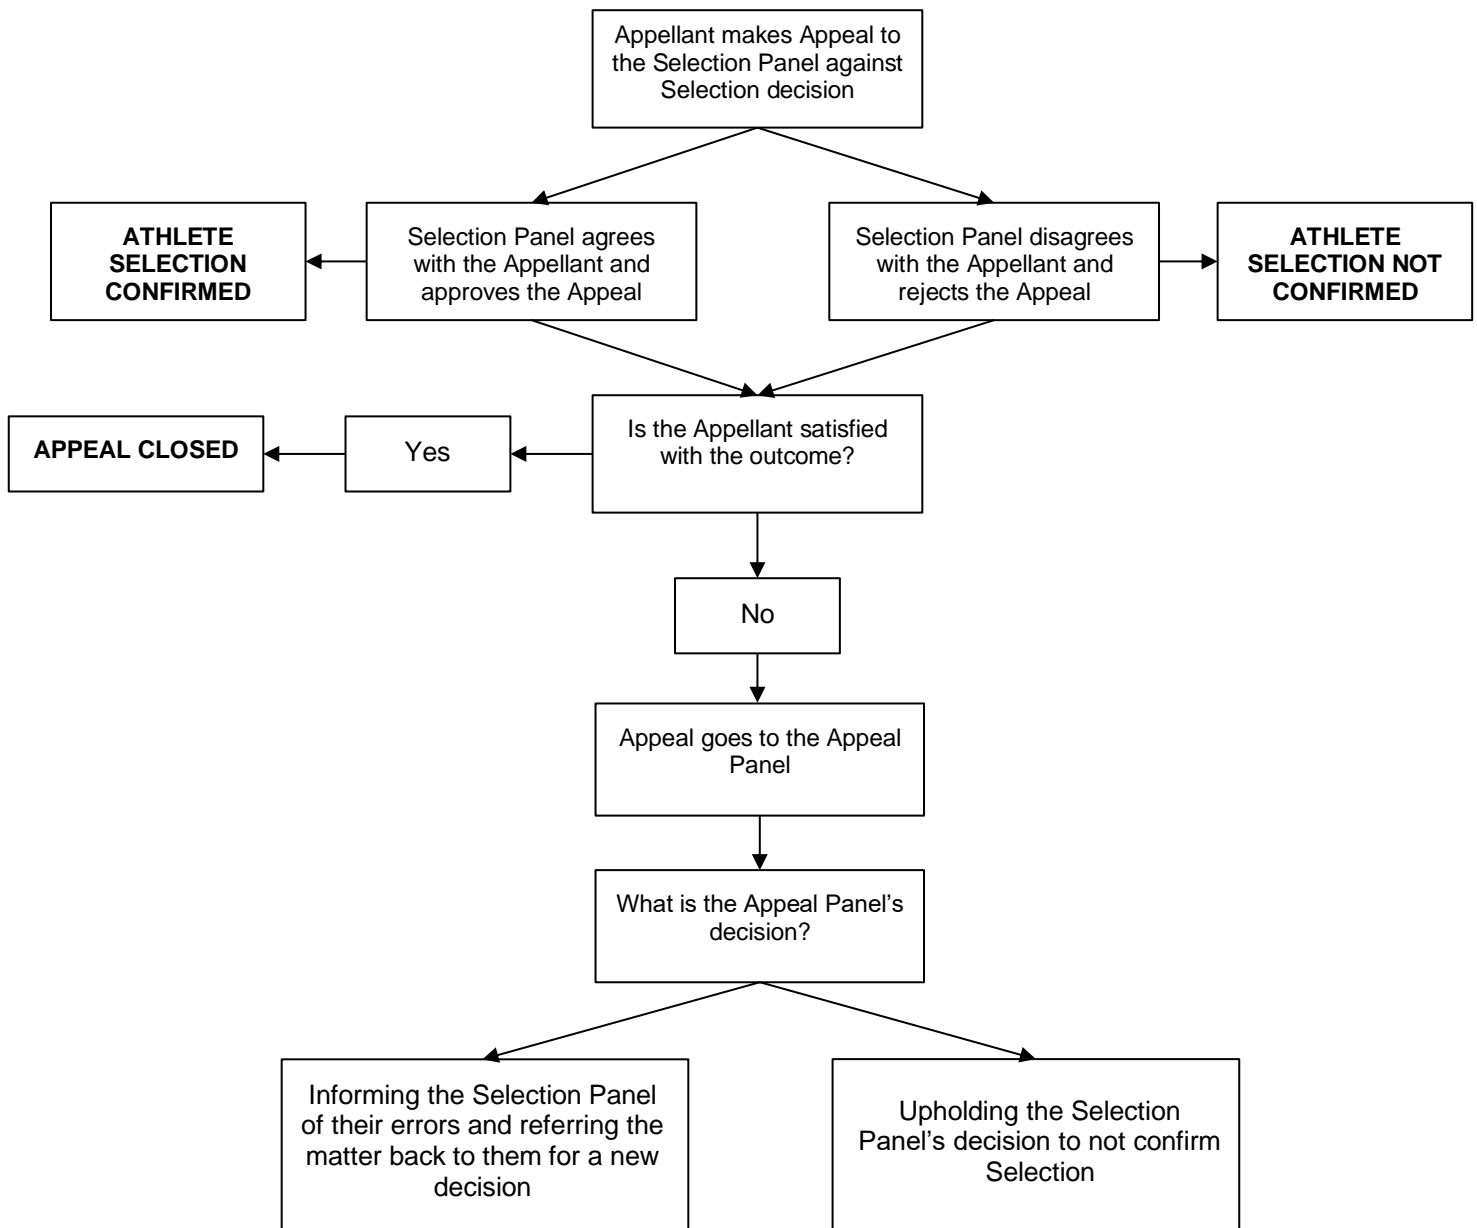 Appellant makes Appeal to
the Selection Panel against
Selection decision
ATHLETE
SELECTION
CONFIRMED
Selection Panel agrees
with the Appellant and
approves the Appeal
Selection Panel disagrees
with the Appellant and
rejects the Appeal
ATHLETE
SELECTION NOT
CONFIRMED
APPEAL CLOSED
Yes
Is the Appellant satisfied
with the outcome?
No
Appeal goes to the Appeal
Panel
What is the Appeal Panel’s
decision?
Informing the Selection Panel
of their errors and referring the
matter back to them for a new
decision
Upholding the Selection
Panel’s decision to not confirm
Selection